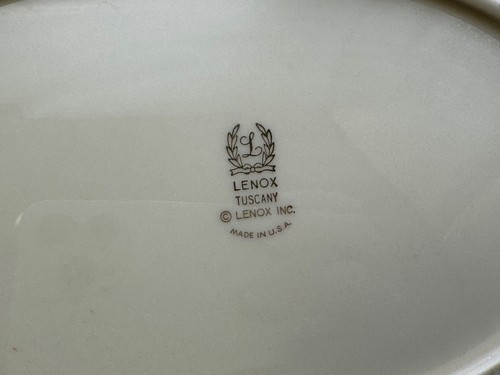 L
LENOX
TUSCANY
© LENOX INC.
MADE IN U.S.A.